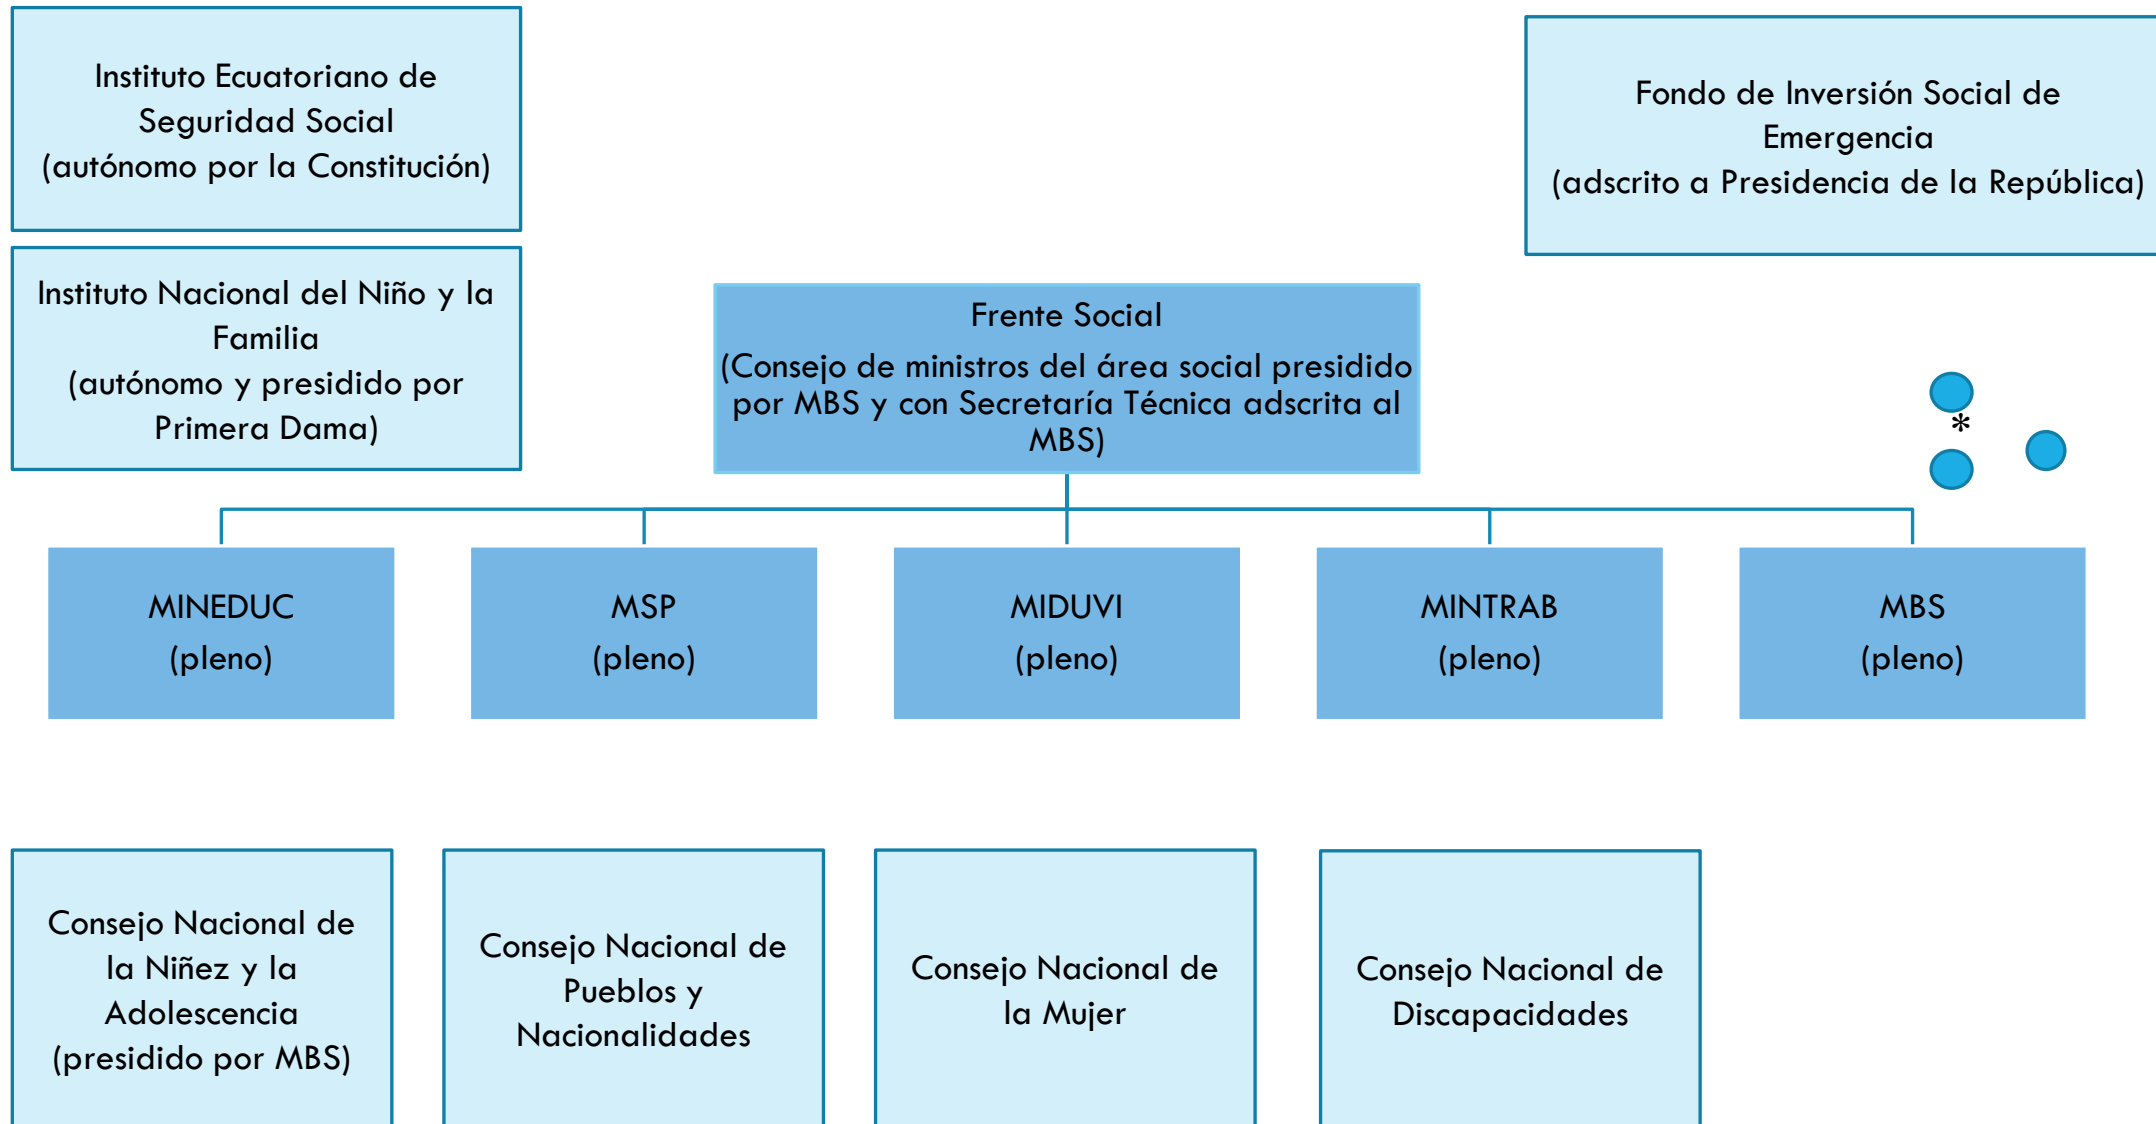 Instituto Ecuatoriano de
Seguridad Social
(autónomo por la Constitución)
Fondo de Inversión Social de
Emergencia
(adscrito a Presidencia de la República)
Instituto Nacional del Niño y la
Familia
(autónomo y presidido por
Primera Dama)
Frente Social
(Consejo de ministros del área social presidido
por MBS y con Secretaría Técnica adscrita al
MBS)
*
MINEDUC
(pleno)
MSP
(pleno)
MIDUVI
(pleno)
MINTRAB
(pleno)
MBS
(pleno)
Consejo Nacional de
la Niñez y la
Adolescencia
(presidido por MBS)
Consejo Nacional de
Pueblos y
Nacionalidades
Consejo Nacional de
la Mujer
Consejo Nacional de
Discapacidades